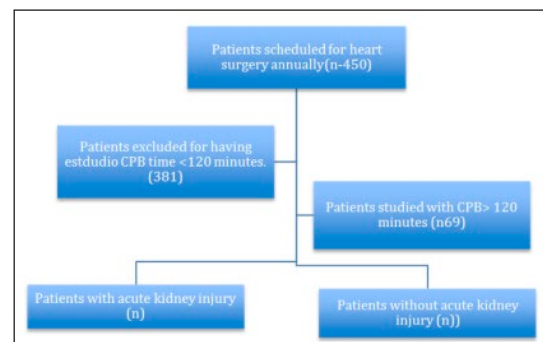 Patients scheduled for heart
surgery annually(n-450)
Patients excluded for having
estdudio CPB time <120 minutes.
(381)
Patients studied with CPB> 120
minutes (n69)
Patients with acute kidney injury
(n)
Patients without acute kidney
injury (n))